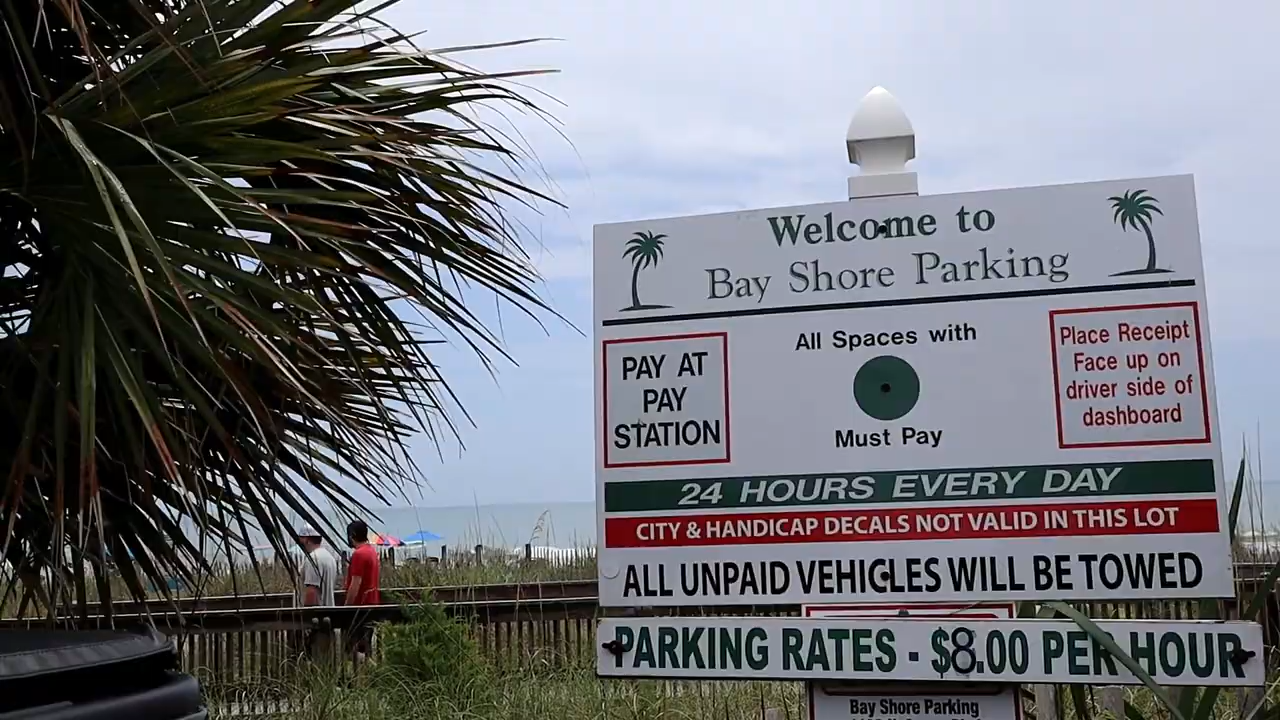 Welcome to
Bay Shore Parking
PAY AT
PAY
STATION
All Spaces with
Must Pay
Place Receipt
Face up on
driver side of
dashboard
24 HOURS EVERY DAY
CITY & HANDICAP DECALS NOT VALID IN THIS LOT
ALL UNPAID VEHICLES WILL BE TOWED
PARKING RATES - $8.00 PER HOUR
Bay Shore Parking